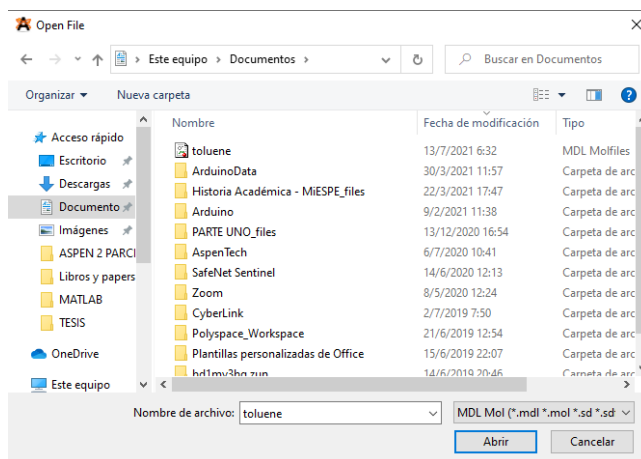 Open File
Este equipo > Documentos >
Buscar en Documentos
Organizar
Nueva carpeta
?
Acceso rápido
Escritorio
Descargas
Documento
Imágenes
ASPEN 2 PARCI
Libros y papers
MATLAB
TESIS
OneDrive
Este equipo
Nombre Fecha de modificación Tipo
toluene 13/7/2021 6:32 MDL Molfiles
ArduinoData 30/3/2021 11:57 Carpeta de arc
Historia Académica - MiESPE_files 22/3/2021 17:47 Carpeta de arc
Arduino 9/2/2021 11:38 Carpeta de arc
PARTE UNO_files 13/12/2020 16:54 Carpeta de arc
AspenTech 6/7/2020 10:41 Carpeta de arc
SafeNet Sentinel 14/6/2020 12:13 Carpeta de arc
Zoom 8/5/2020 12:24 Carpeta de arc
CyberLink 2/7/2019 7:50 Carpeta de arc
Polyspace_Workspace 21/6/2019 12:54 Carpeta de arc
Plantillas personalizadas de Office 15/6/2019 22:07 Carpeta de arc
14/6/2019 20:46 Carpeta de arc
Nombre de archivo: toluene MDL Mol (*.mdl *.mol *.sd *.sd
Abrir Cancelar